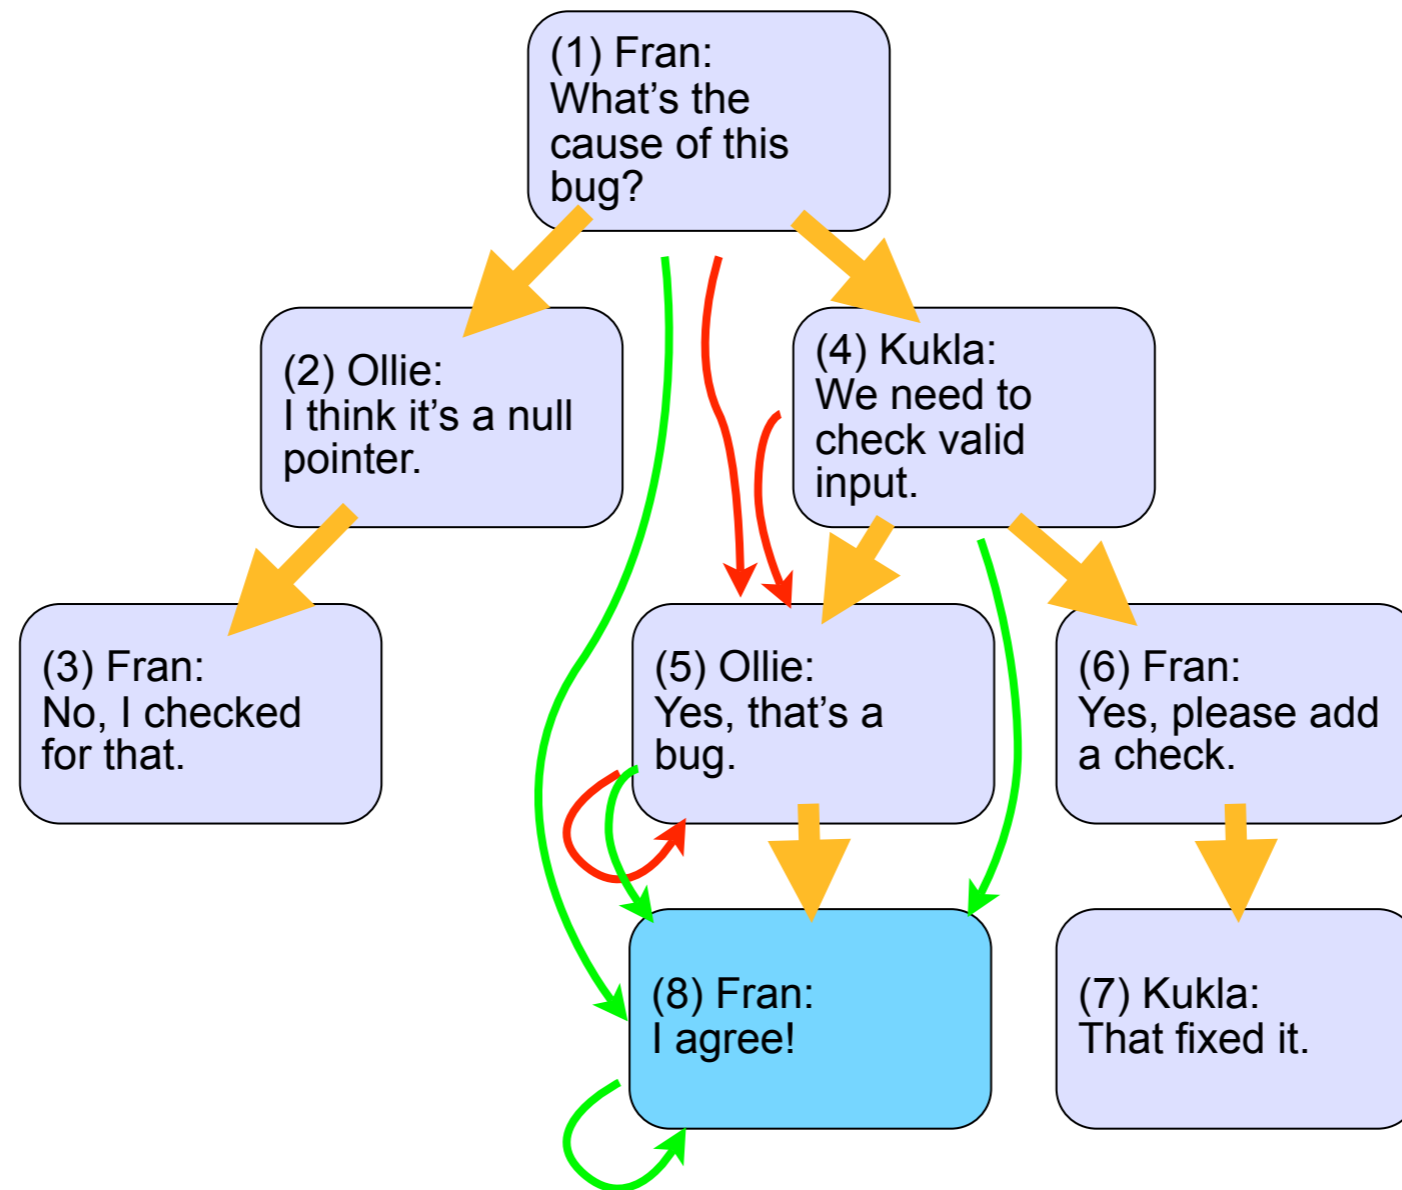 (1) Fran:
What’s the
cause of this
bug?
(2) Ollie:
I think it’s a null
pointer.
(4) Kukla:
We need to
check valid
input.
(3) Fran:
No, I checked
for that.
(5) Ollie:
Yes, that’s a
bug.
(6) Fran:
Yes, please add
a check.
(8) Fran:
I agree!
(7) Kukla:
That fixed it.